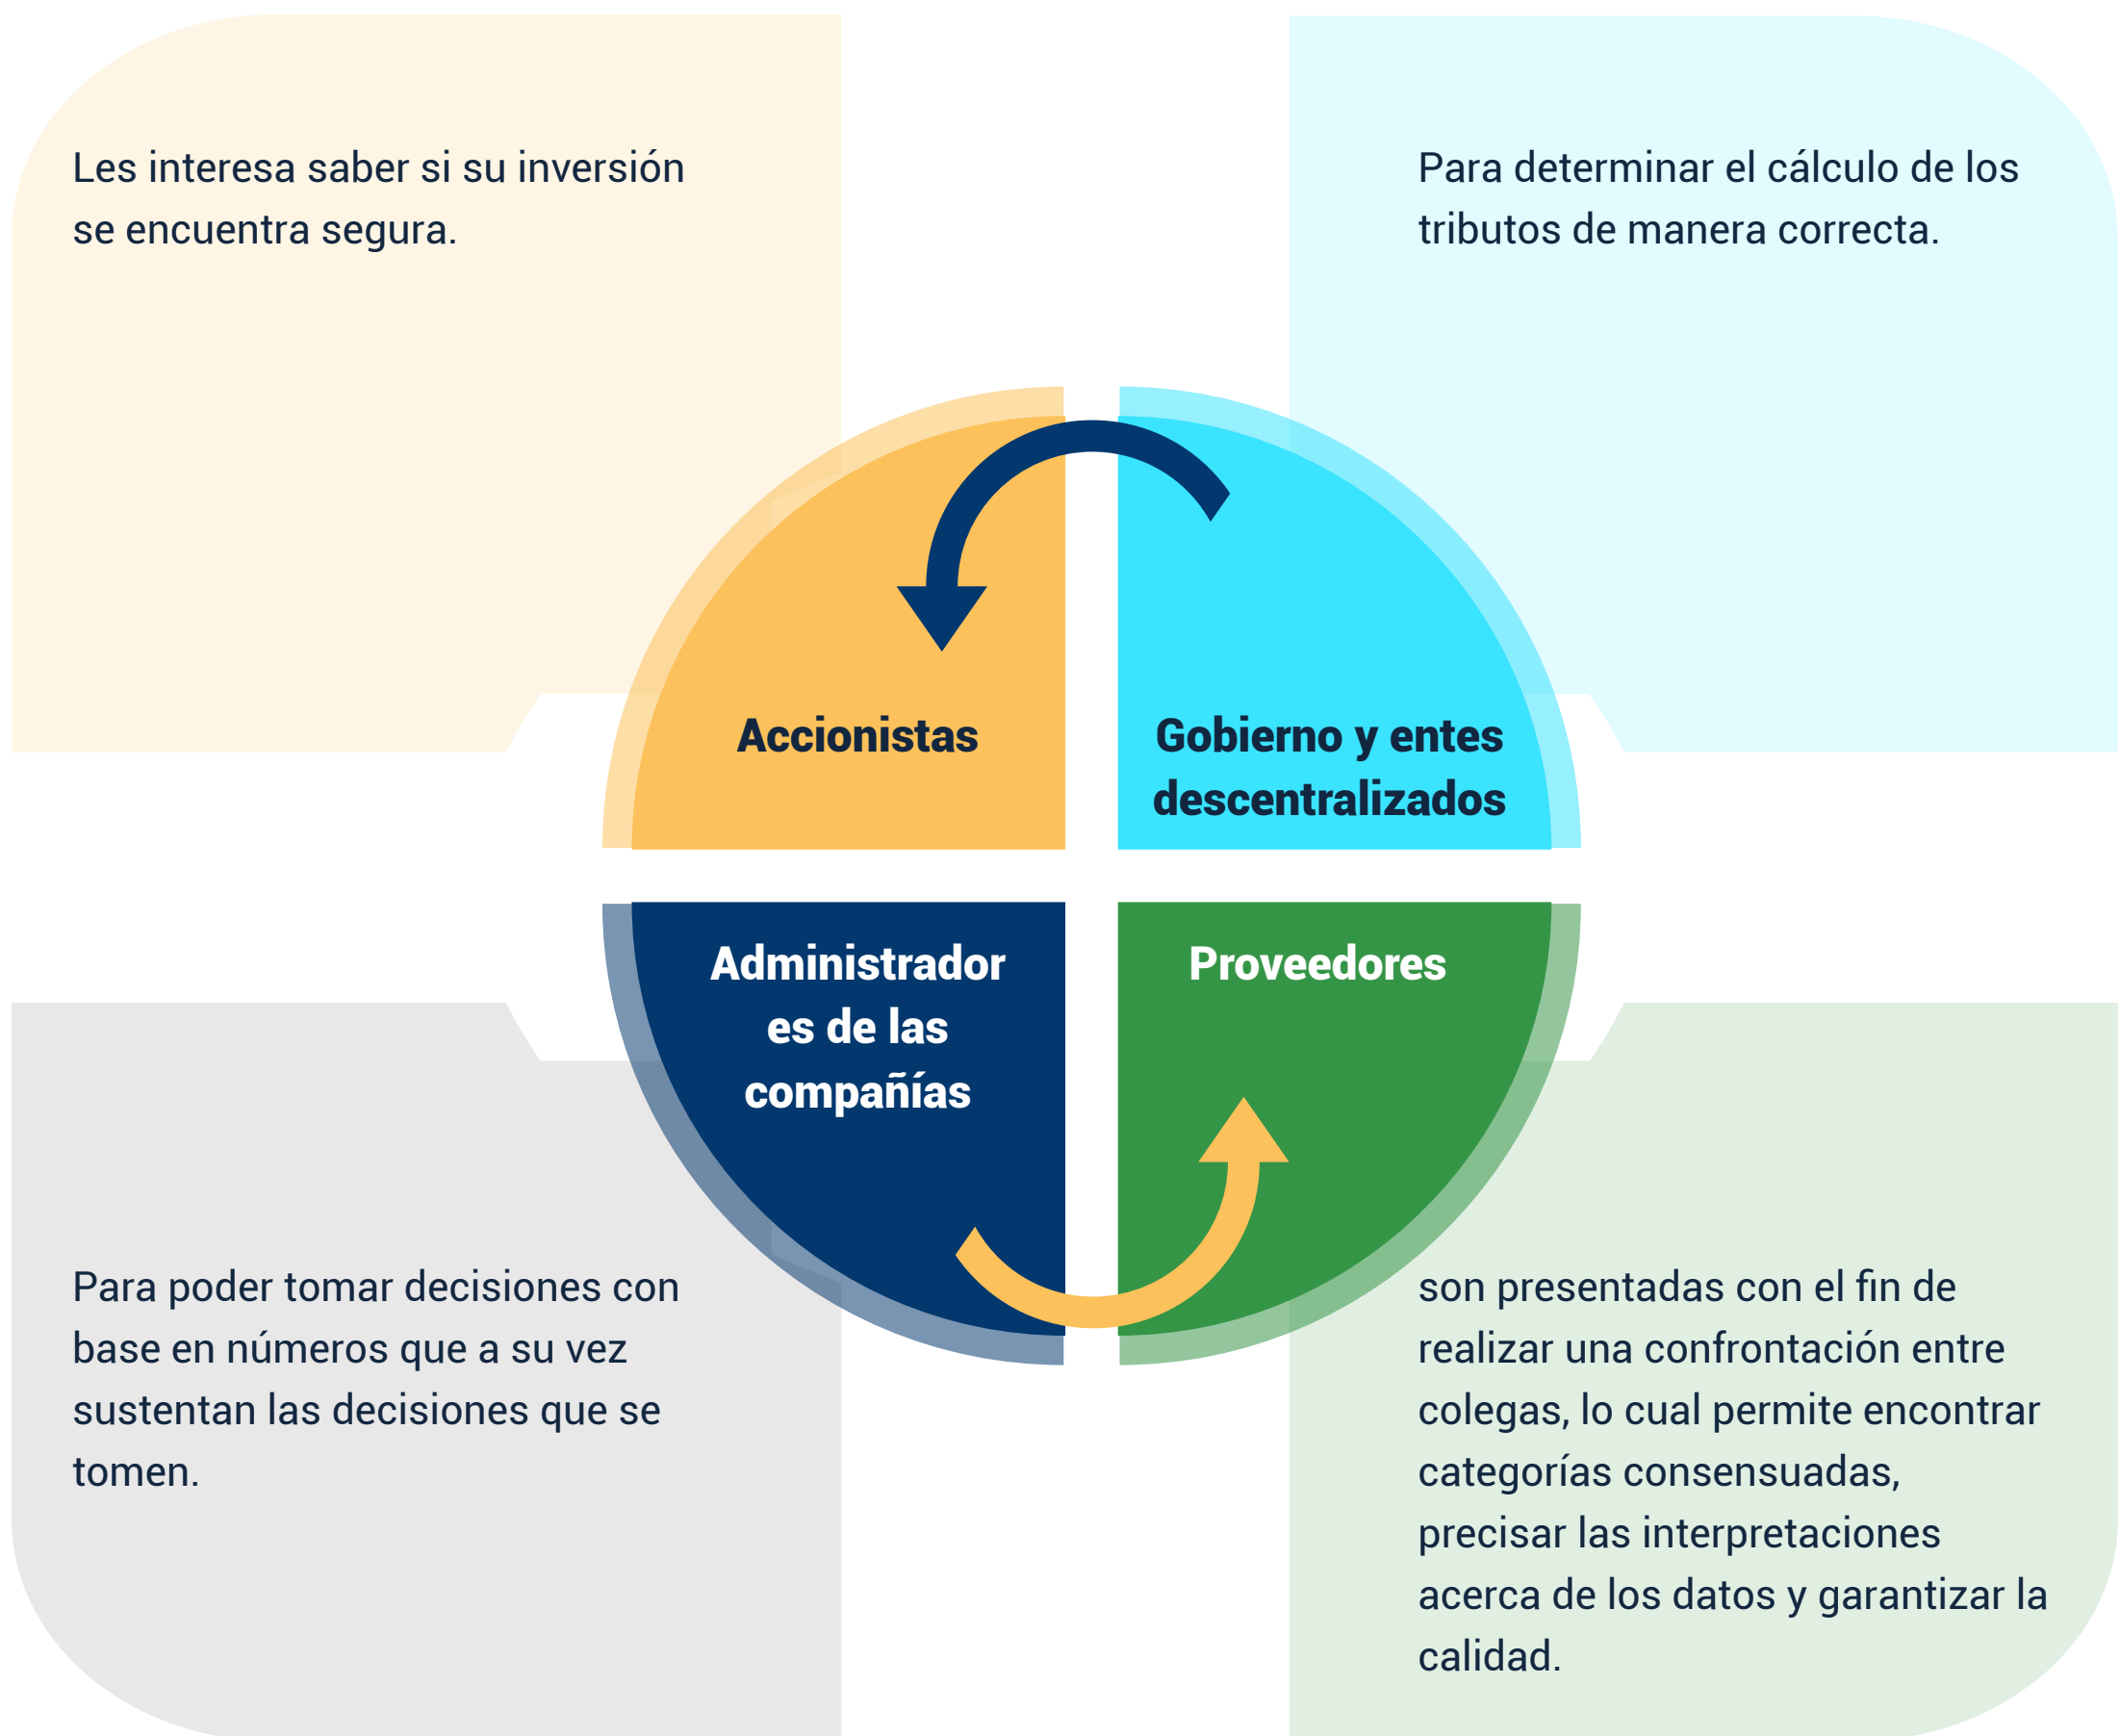 Les interesa saber si su inversión
se encuentra segura.
Para determinar el cálculo de los
tributos de manera correcta.
Accionistas
Gobierno y entes
descentralizados
Administrador
es de las
compañías
Proveedores
Para poder tomar decisiones con
base en números que a su vez
sustentan las decisiones que se
tomen.
son presentadas con el fin de
realizar una confrontación entre
colegas, lo cual permite encontrar
categorías consensuadas,
precisar las interpretaciones
acerca de los datos y garantizar la
calidad.